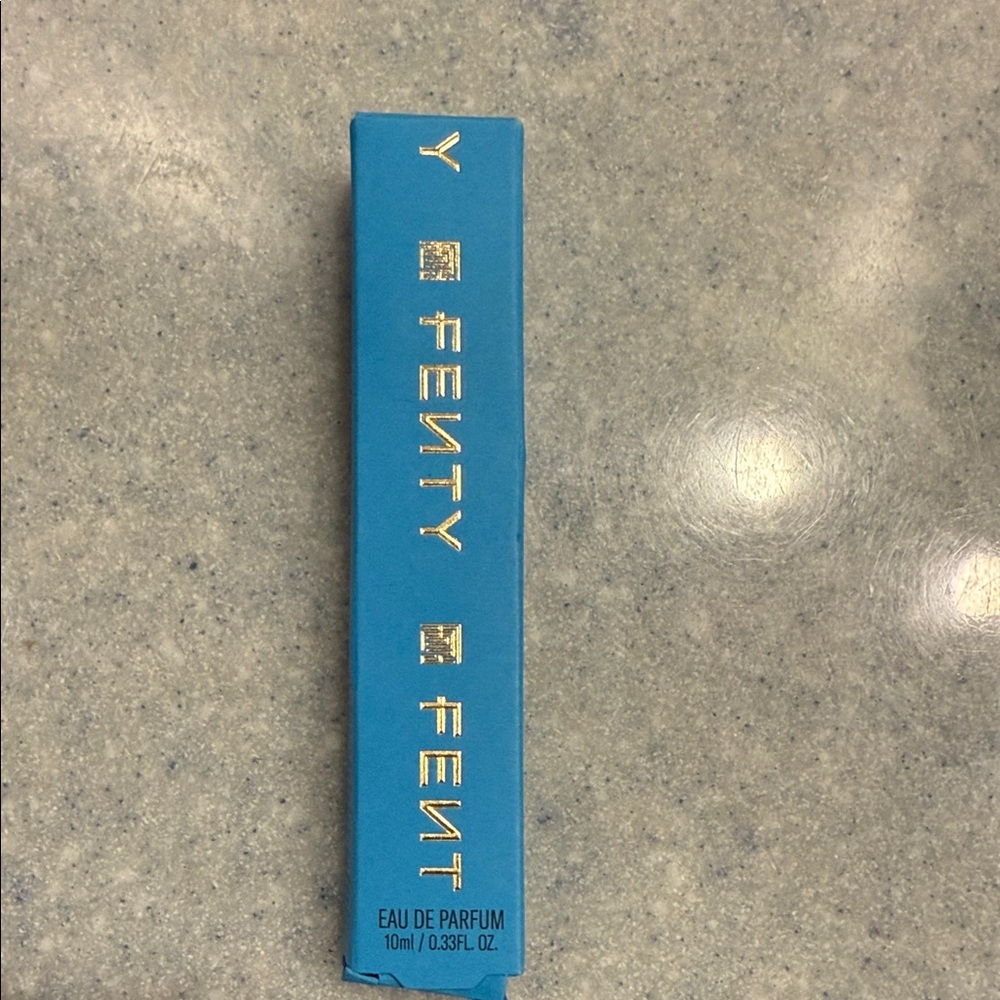 Y FENTY FENT
EAU DE PARFUM
10ml / 0.33FL. OZ.